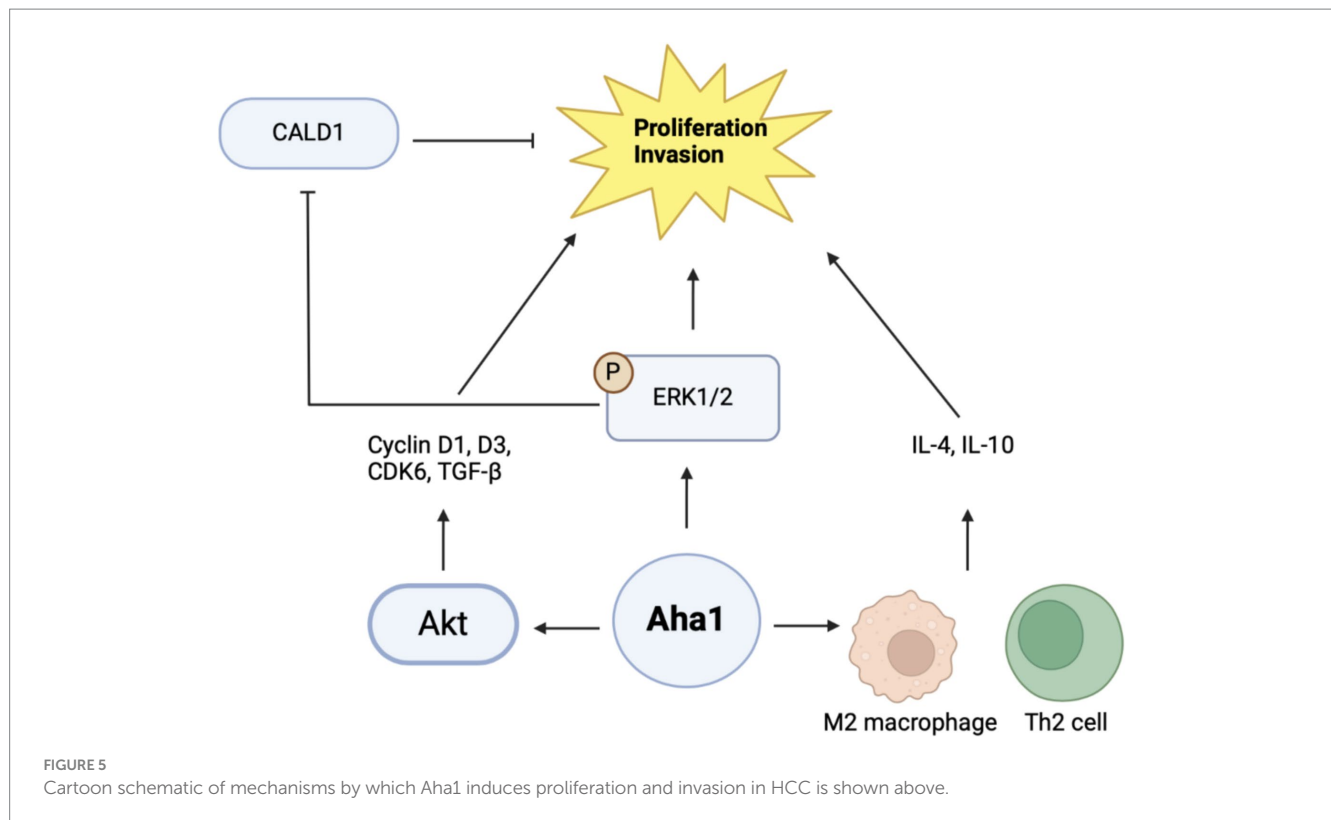 CALD1
Proliferation
Invasion
P
ERK1/2
Cyclin D1, D3,
CDK6, TGF-β
IL-4, IL-10
Akt
Aha1
M2 macrophage
Th2 cell
FIGURE 5
Cartoon schematic of mechanisms by which Aha1 induces proliferation and invasion in HCC is shown above.